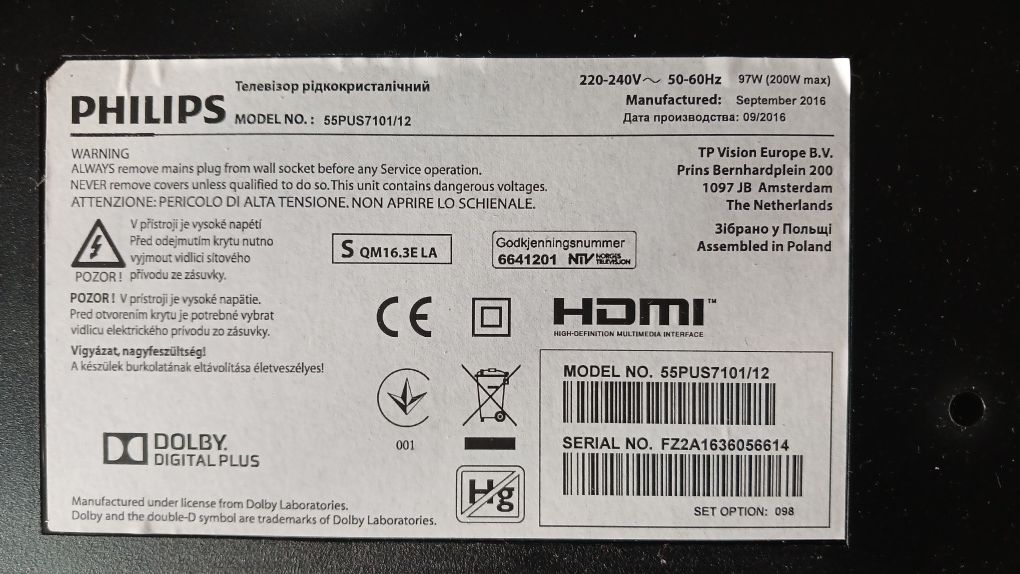 PHILIPS
Телевізор рідкокристалічний
MODEL NO. : 55PUS7101/12
220-240V~ 50-60Hz 97W (200W max)
Manufactured: September 2016
Дата производства: 09/2016
WARNING
ALWAYS remove mains plug from wall socket before any Service operation.
NEVER remove covers unless qualified to do so. This unit contains dangerous voltages.
ATTENZIONE: PERICOLO DI ALTA TENSIONE. NON APRIRE LO SCHIENALE.
TP Vision Europe B.V.
Prins Bernhardplein 200
1097 JB Amsterdam
The Netherlands
Зібрано у Польщі
Assembled in Poland
V přístroji je vysoké napětí
Před odejmutím krytu nutno
vyjmout vidlici síťového
POZOR ! přívodu ze zásuvky.
S QM16.3E LA
Godkjenningsnummer
6641201 NTV NORGES TELEVISJON
POZOR ! V prístroji je vysoké napätie.
Pred otvorením krytu je potrebné vybrat
vidlicu elektrického prívodu zo zásuvky.
Vigyázat, nagyfeszültség!
A készülek burkolatának eltávolítása életveszélyes!
CE
HDMI™
HIGH-DEFINITION MULTIMEDIA INTERFACE
001
Hg
DOLBY.
DIGITAL PLUS
Manufactured under license from Dolby Laboratories.
Dolby and the double-D symbol are trademarks of Dolby Laboratories.
MODEL NO. 55PUS7101/12
SERIAL NO. FZ2A1636056614
SET OPTION: 098